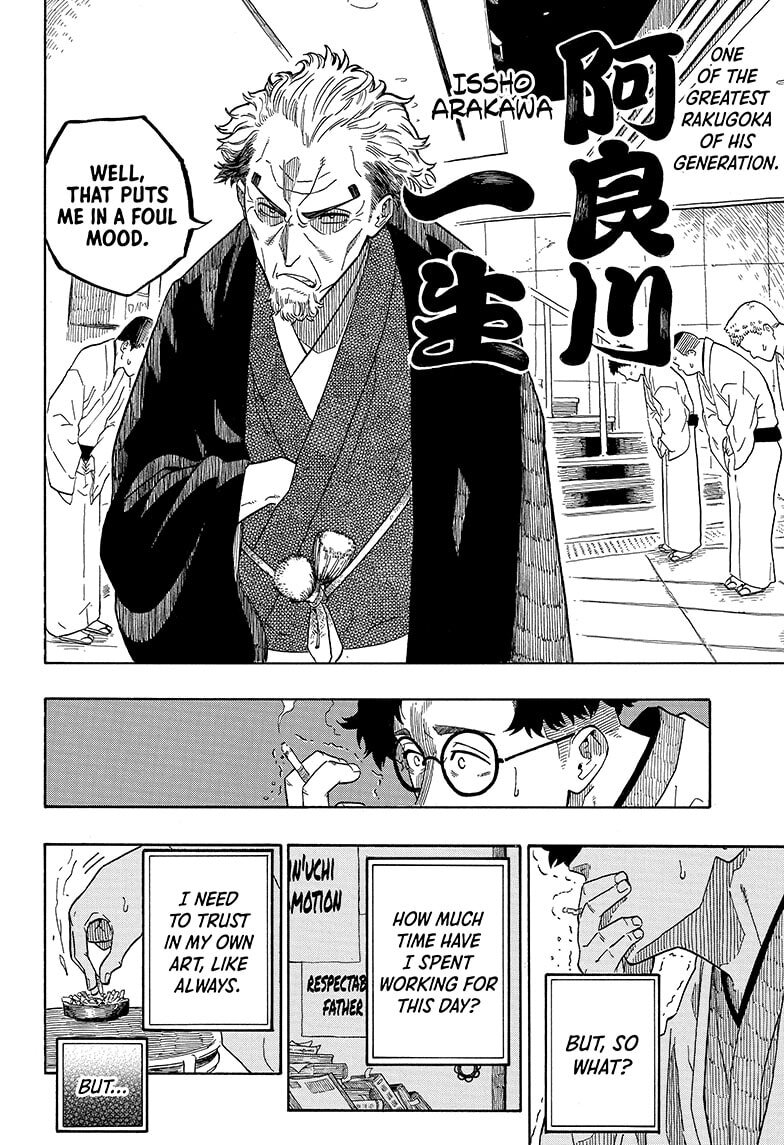 ONE
OF THE
GREATEST
RAKUGOKA
OF HIS
GENERATION.
阿良川
一生
ISSHO
ARAKAWA
WELL,
THAT PUTS
ME IN A FOUL
MOOD.
BUT, SO
WHAT?
HOW MUCH
TIME HAVE
I SPENT
WORKING FOR
THIS DAY?
IN'UCHI
MOTION
RESPECTAB
FATHER
I NEED
TO TRUST
IN MY OWN
ART, LIKE
ALWAYS.
BUT...